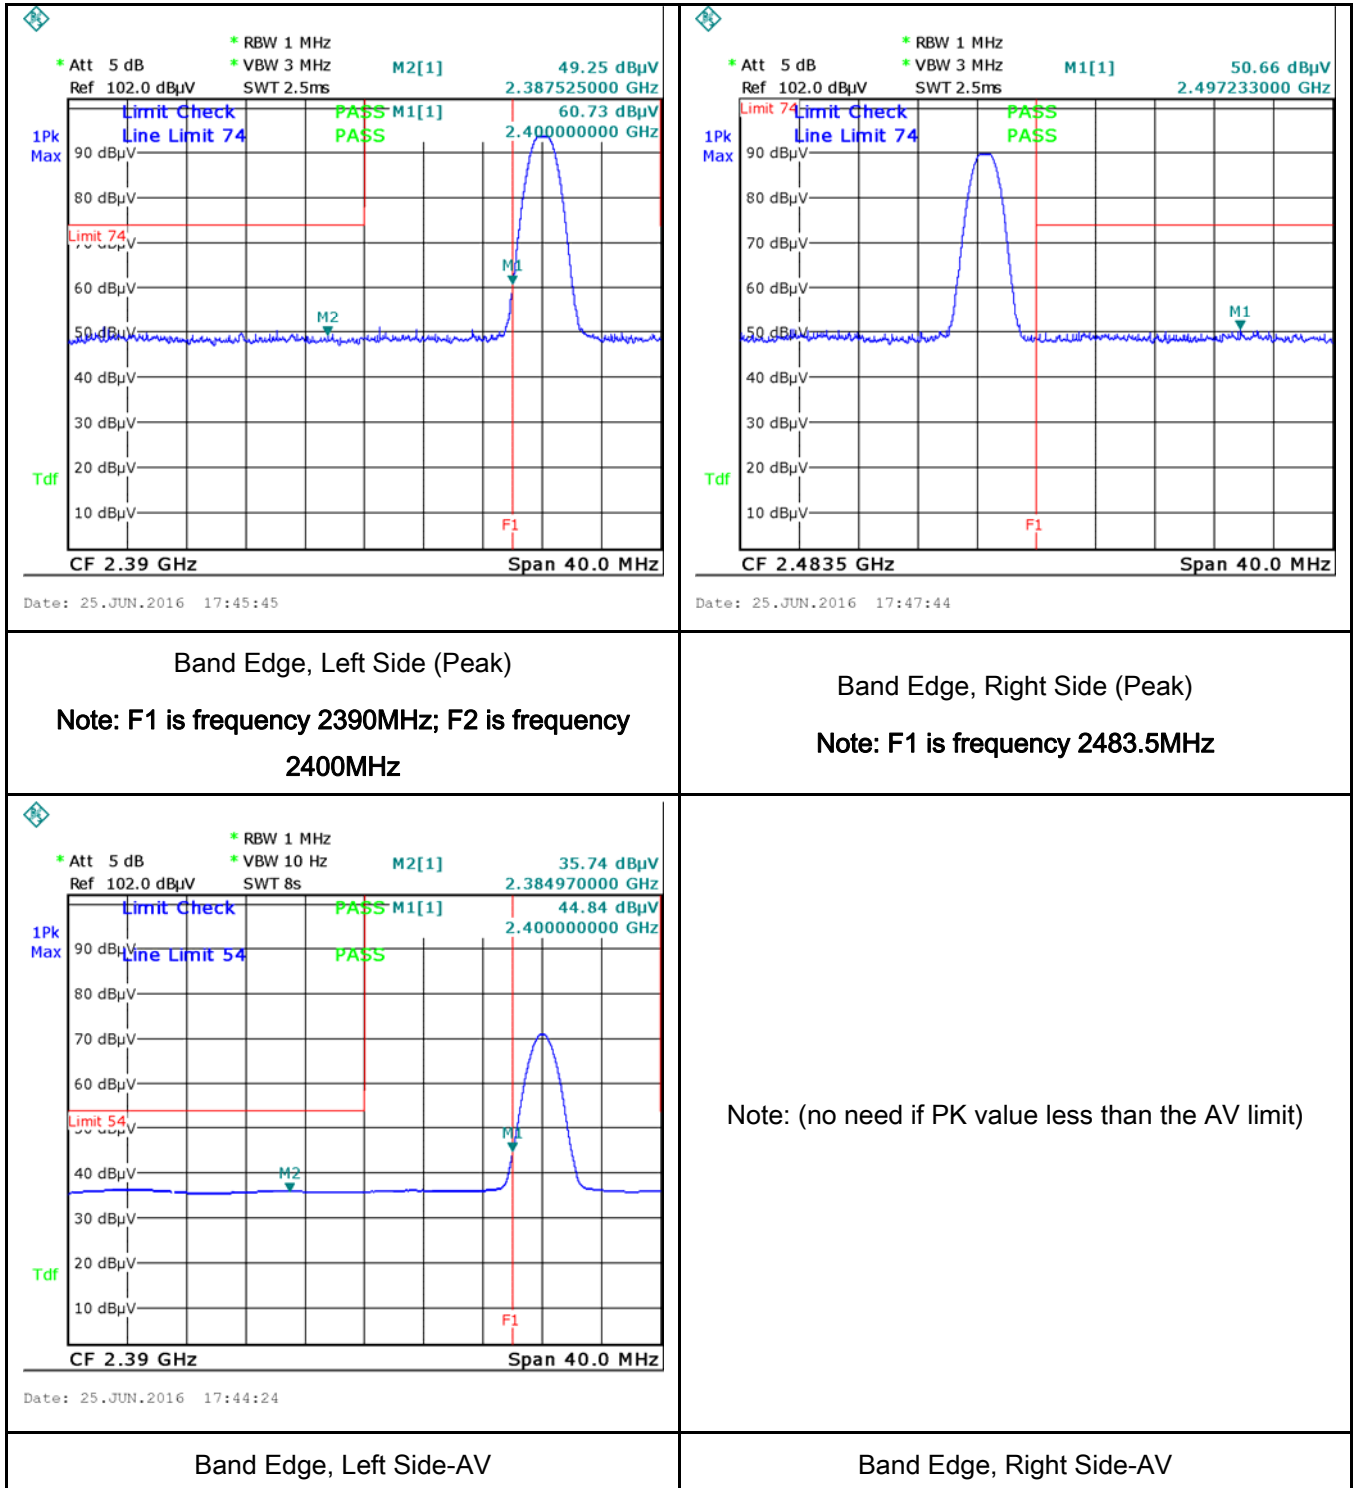 * RBW 1 MHz
* Att 5 dB * VBW 3 MHz M2[1] 49.25 dBµV
Ref 102.0 dBµV SWT 2.5ms 2.387525000 GHz
Limit Check PASS M1[1] 60.73 dBµV
1Pk Line Limit 74 PASS 2.400000000 GHz
Max 90 dBµV
80 dBµV
Limit 74
70 dBµV
M1
60 dBµV
M2
50 dBµV
40 dBµV
30 dBµV
20 dBµV
Tdf
10 dBµV
F1
CF 2.39 GHz Span 40.0 MHz
Date: 25.JUN.2016 17:45:45
* RBW 1 MHz
* Att 5 dB * VBW 3 MHz M1[1] 50.66 dBµV
Ref 102.0 dBµV SWT 2.5ms 2.497233000 GHz
Limit 74 Limit Check PASS
1Pk Line Limit 74 PASS
Max 90 dBµV
80 dBµV
70 dBµV
60 dBµV
M1
50 dBµV
40 dBµV
30 dBµV
20 dBµV
Tdf
10 dBµV
F1
CF 2.4835 GHz Span 40.0 MHz
Date: 25.JUN.2016 17:47:44
Band Edge, Left Side (Peak)
Note: F1 is frequency 2390MHz; F2 is frequency
2400MHz
Band Edge, Right Side (Peak)
Note: F1 is frequency 2483.5MHz
* RBW 1 MHz
* Att 5 dB * VBW 10 Hz M2[1] 35.74 dBµV
Ref 102.0 dBµV SWT 8s 2.384970000 GHz
Limit Check PASS M1[1] 44.84 dBµV
1Pk 2.400000000 GHz
Max 90 dBµV Line Limit 54 PASS
80 dBµV
70 dBµV
60 dBµV
Limit 54
50 dBµV
M1
40 dBµV M2
30 dBµV
20 dBµV
Tdf
10 dBµV
F1
CF 2.39 GHz Span 40.0 MHz
Date: 25.JUN.2016 17:44:24
Note: (no need if PK value less than the AV limit)
Band Edge, Left Side-AV
Band Edge, Right Side-AV